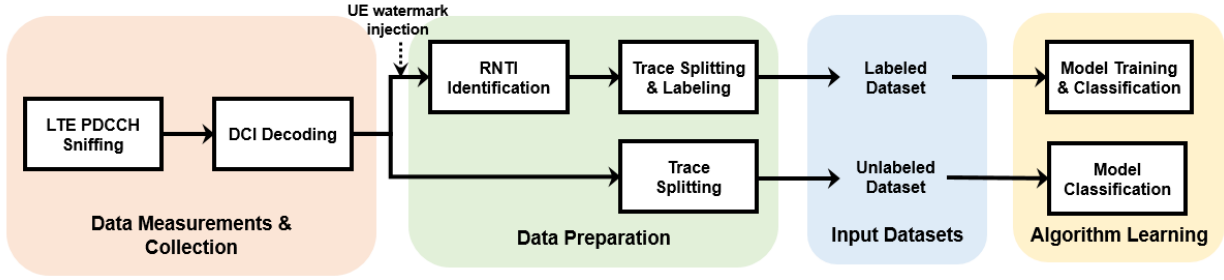 UE watermark
injection
LTE PDCCH
Sniffing
DCI Decoding
RNTI
Identification
Trace Splitting
& Labeling
Labeled
Dataset
Model Training
& Classification
Trace
Splitting
Unlabeled
Dataset
Model
Classification
Data Measurements &
Collection
Data Preparation
Input Datasets
Algorithm Learning